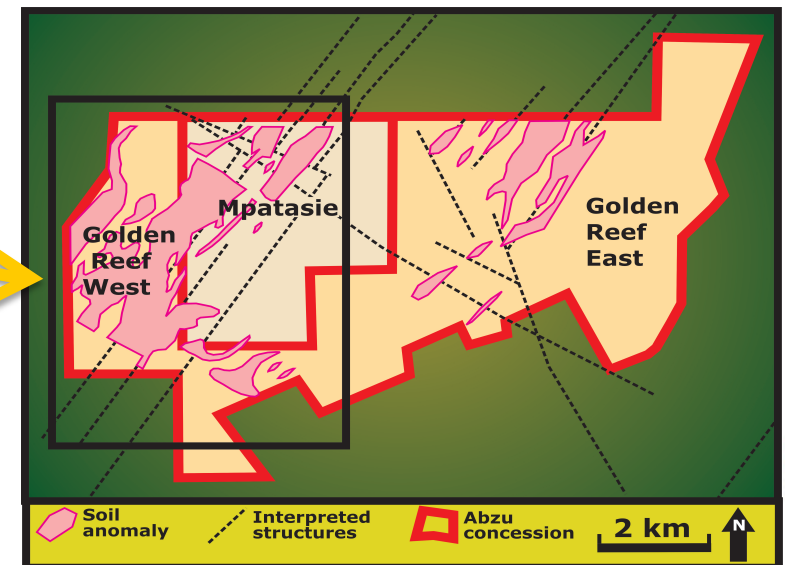 Mpatasie
Golden
Reef
West
Golden
Reef
East
Soil
anomaly
Interpreted
structures
Abzu
concession
2 km
N